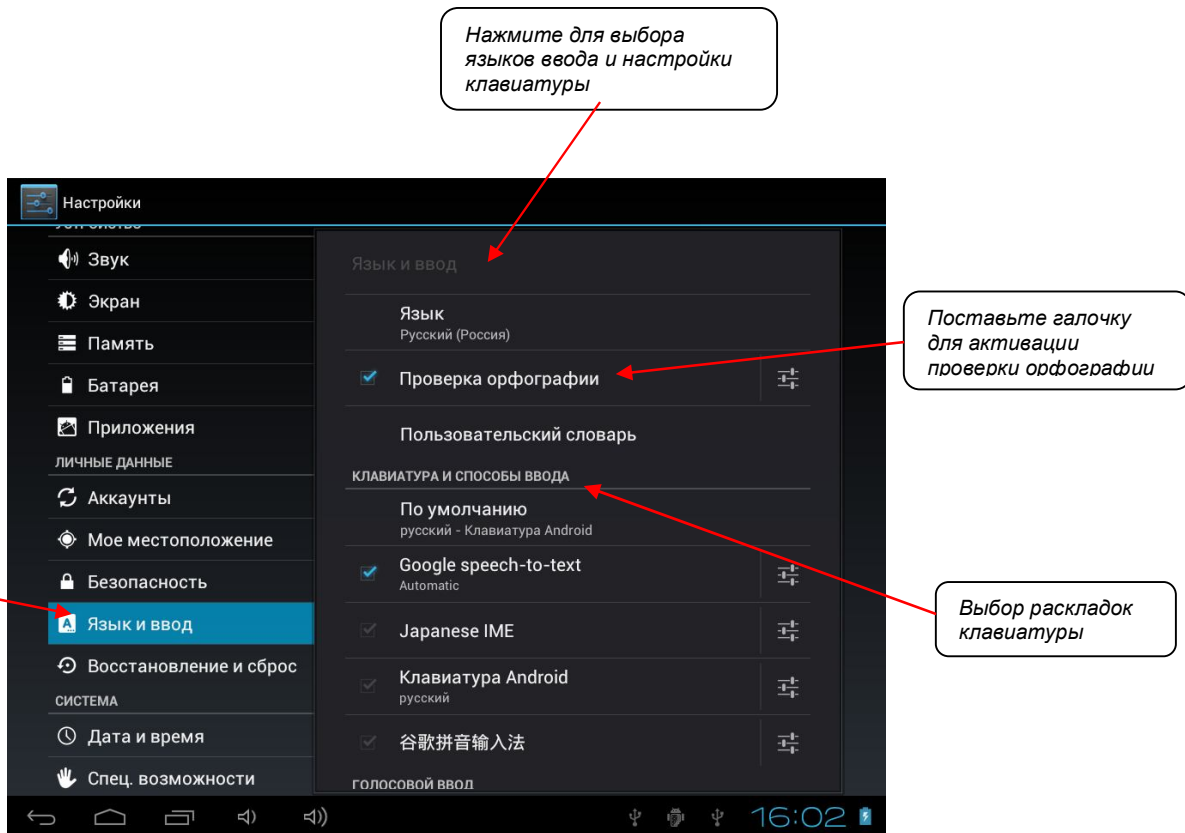 Нажмите для выбора
языков ввода и настройки
клавиатуры
Настройки
УСТРОЙСТВО
Звук
Экран
Память
Батарея
Приложения
ЛИЧНЫЕ ДАННЫЕ
Аккаунты
Мое местоположение
Безопасность
Язык и ввод
Восстановление и сброс
СИСТЕМА
Дата и время
Спец. возможности
Язык и ввод
Язык
Русский (Россия)
Проверка орфографии
Пользовательский словарь
КЛАВИАТУРА И СПОСОБЫ ВВОДА
По умолчанию
русский - Клавиатура Android
Google speech-to-text
Automatic
Japanese IME
Клавиатура Android
русский
谷歌拼音输入法
ГОЛОСОВОЙ ВВОД
Поставьте галочку
для активации
проверки орфографии
Выбор раскладок
клавиатуры
16:02